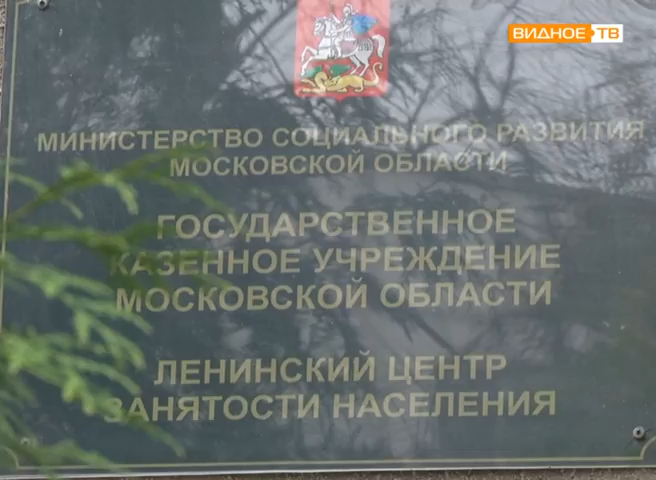 ВИДНОЕ ТВ
МИНИСТЕРСТВО СОЦИАЛЬНОГО РАЗВИТИЯ
МОСКОВСКОЙ ОБЛАСТИ
ГОСУДАРСТВЕННОЕ
КАЗЕННОЕ УЧРЕЖДЕНИЕ
МОСКОВСКОЙ ОБЛАСТИ
ЛЕНИНСКИЙ ЦЕНТР
ЗАНЯТОСТИ НАСЕЛЕНИЯ